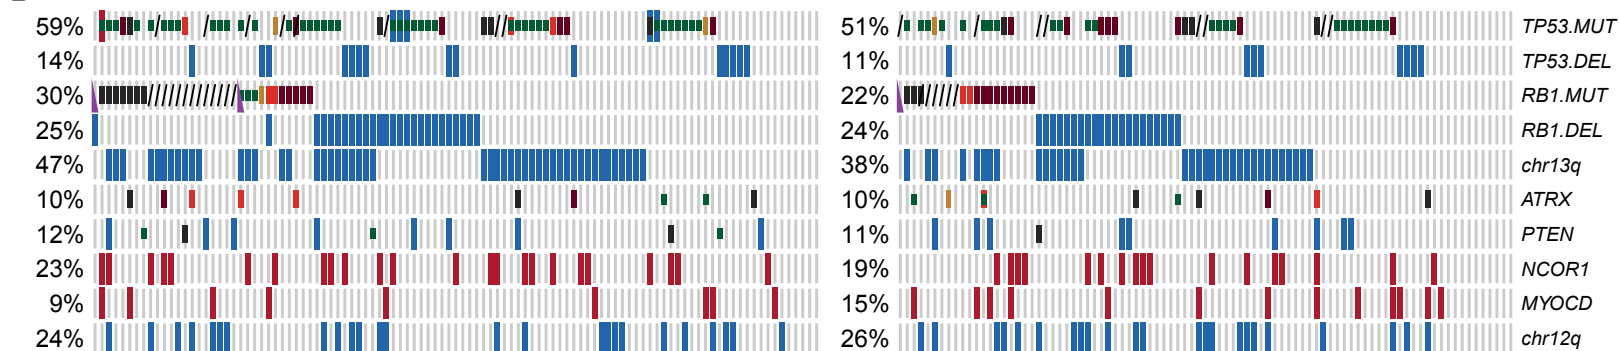 59% 51% TP53.MUT
14% 11% TP53.DEL
30% 22% RB1.MUT
25% 24% RB1.DEL
47% 38% chr13q
10% 10% ATRX
12% 11% PTEN
23% 19% NCOR1
9% 15% MYOCD
24% 26% chr12q